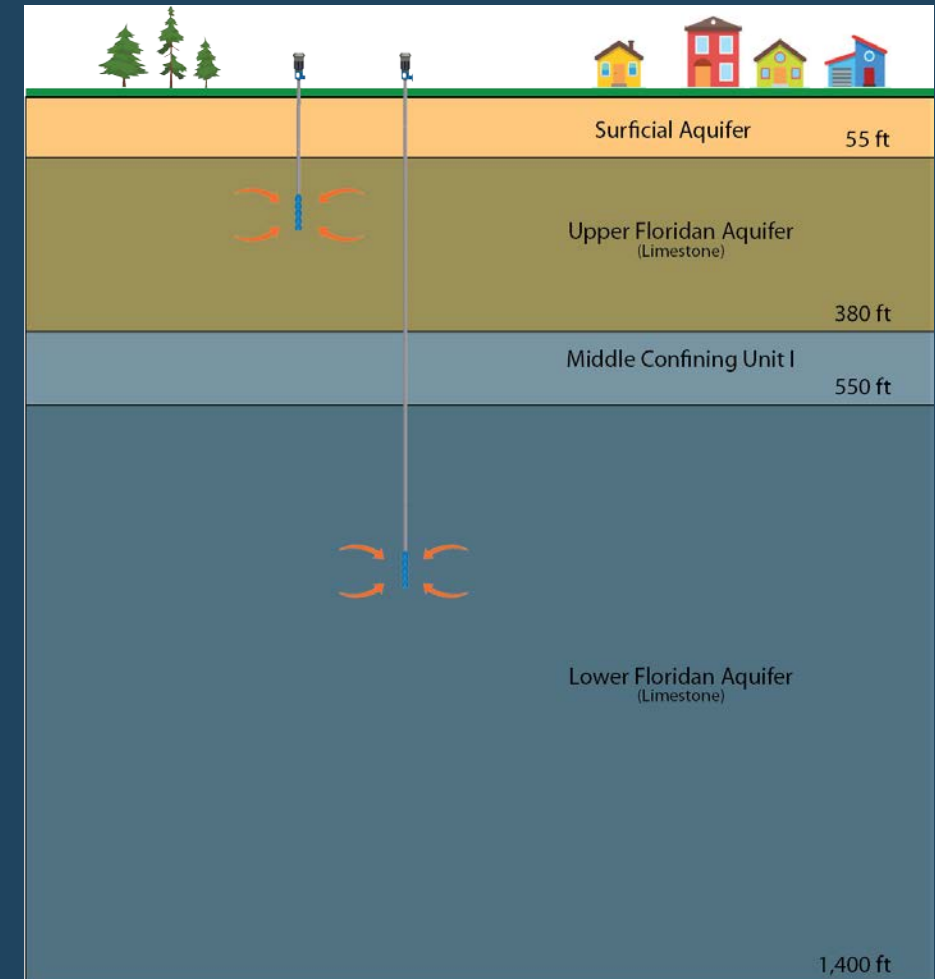 Surficial Aquifer
55 ft
Upper Floridan Aquifer
(Limestone)
380 ft
Middle Confining Unit I
550 ft
Lower Floridan Aquifer
(Limestone)
1,400 ft